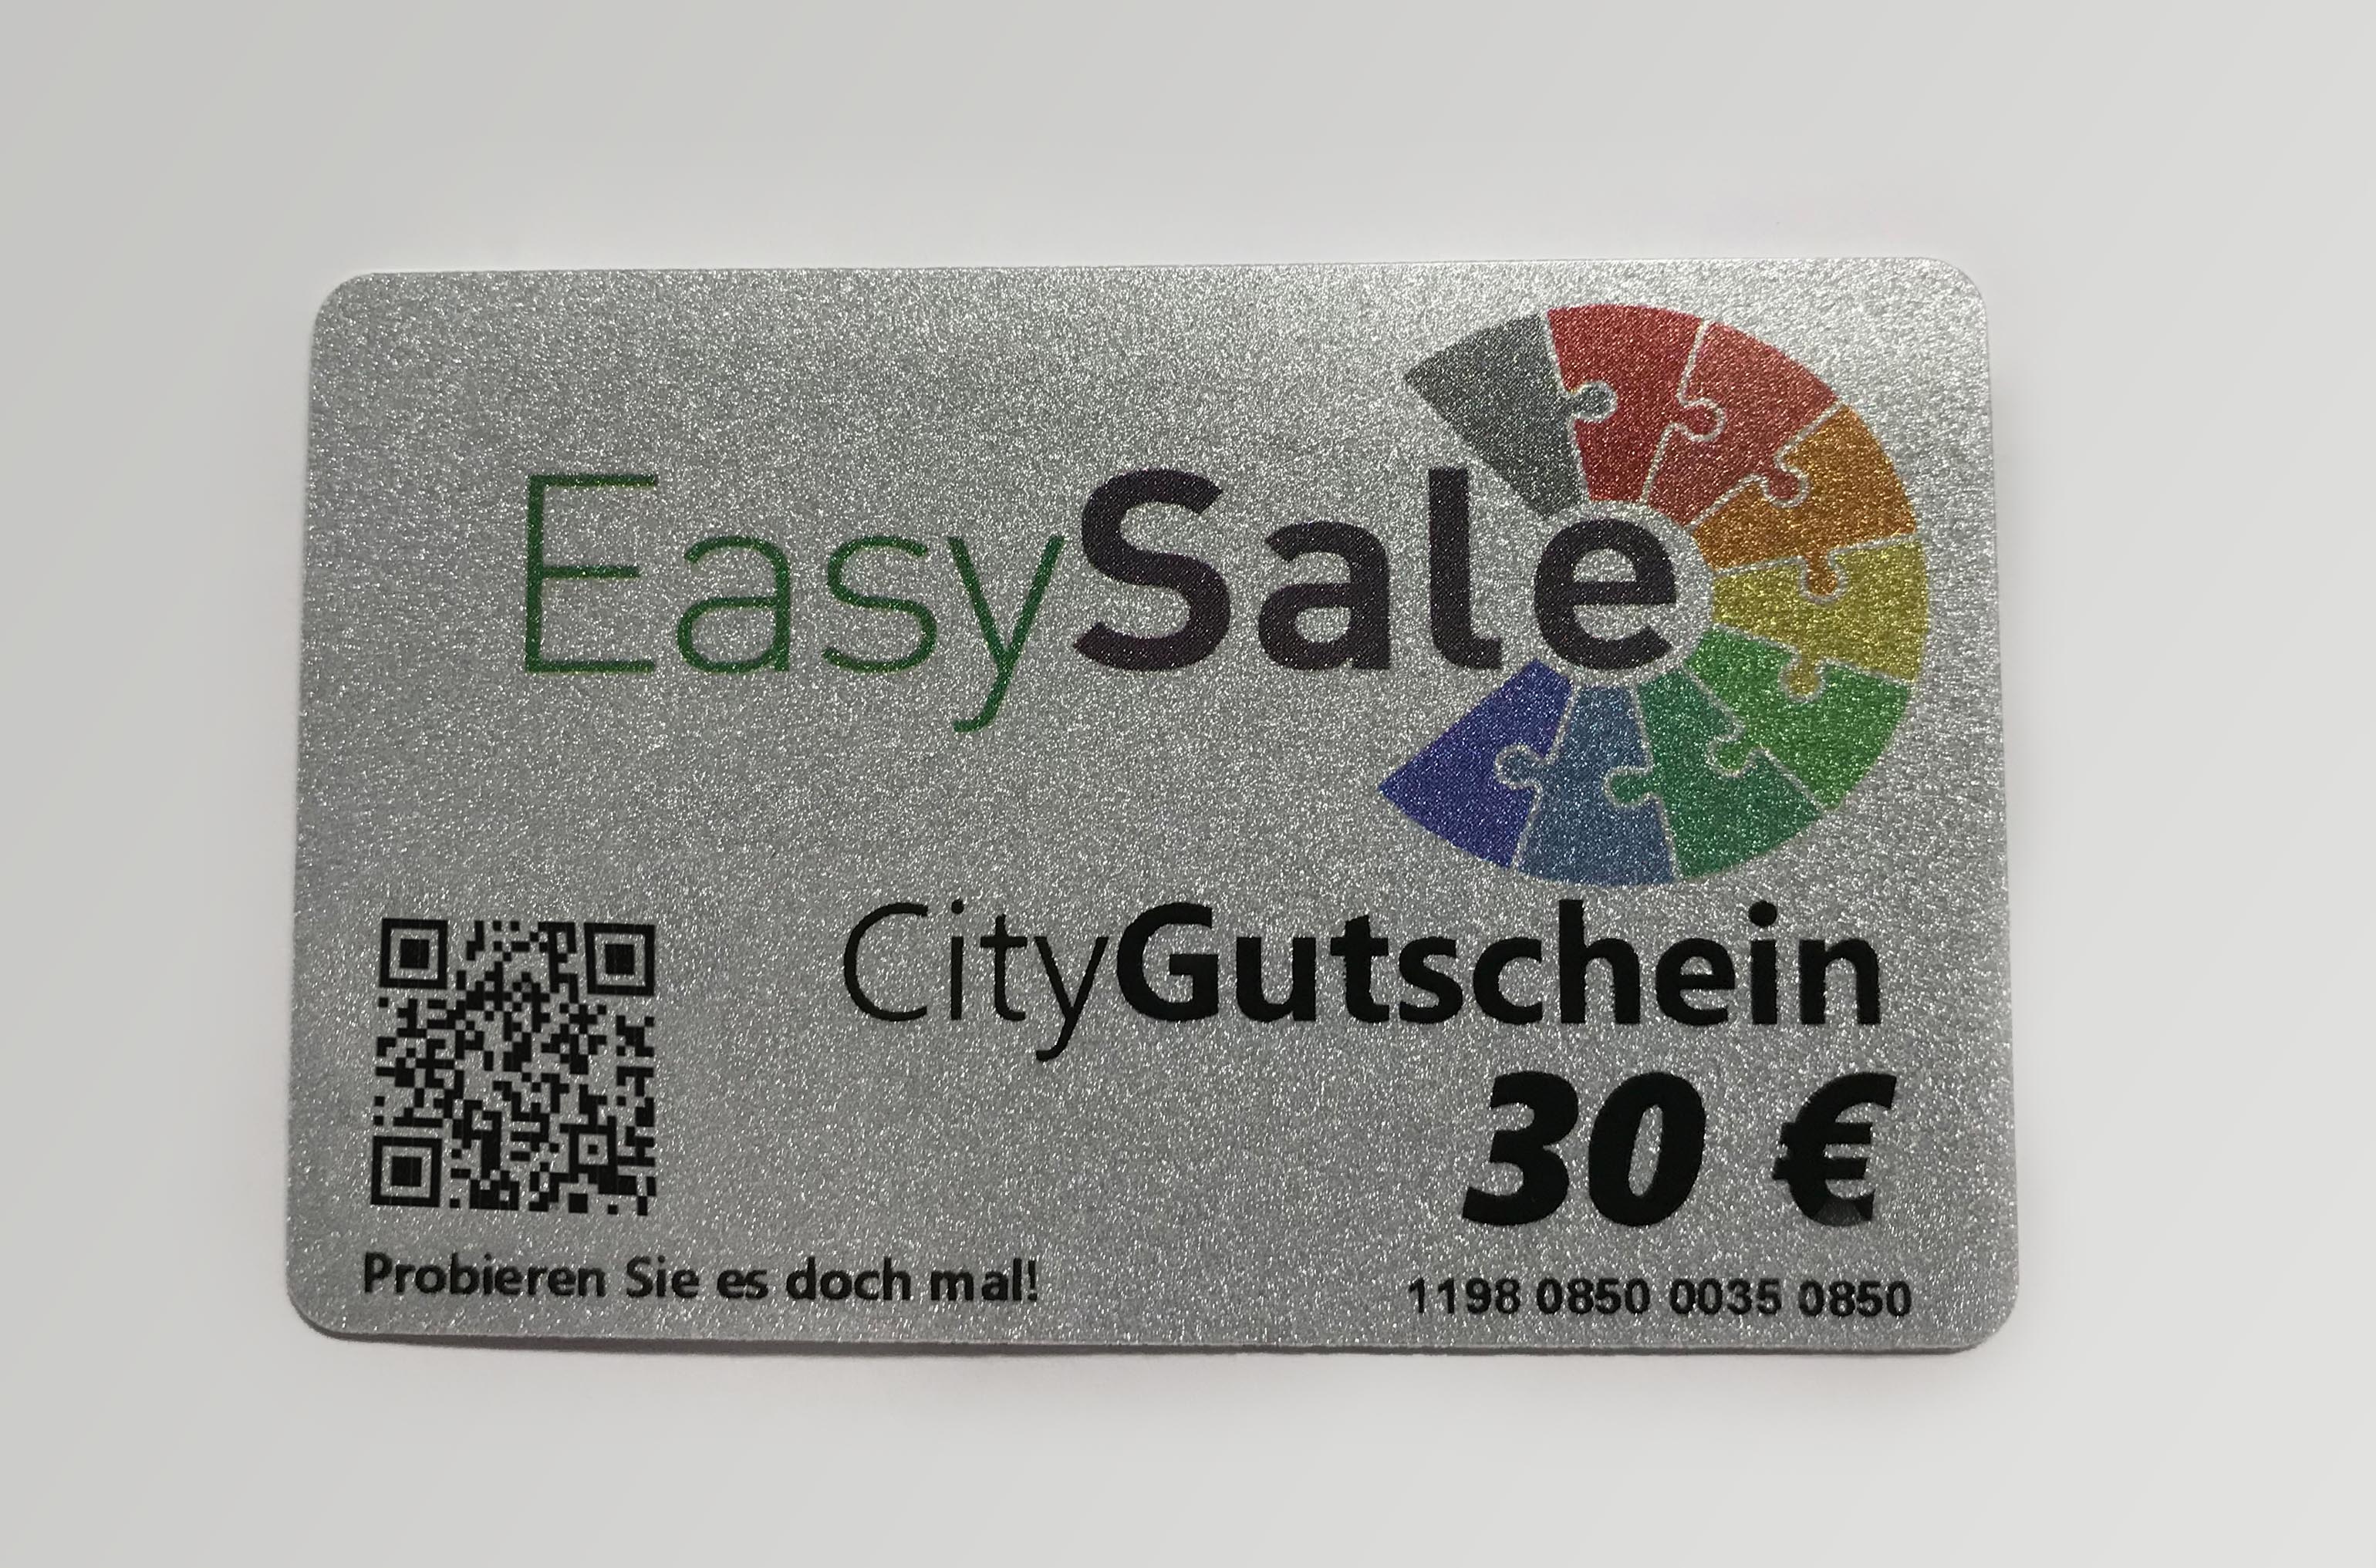 EasySale
CityGutschein
30 €
Probieren Sie es doch mal!
1198 0850 0035 0850